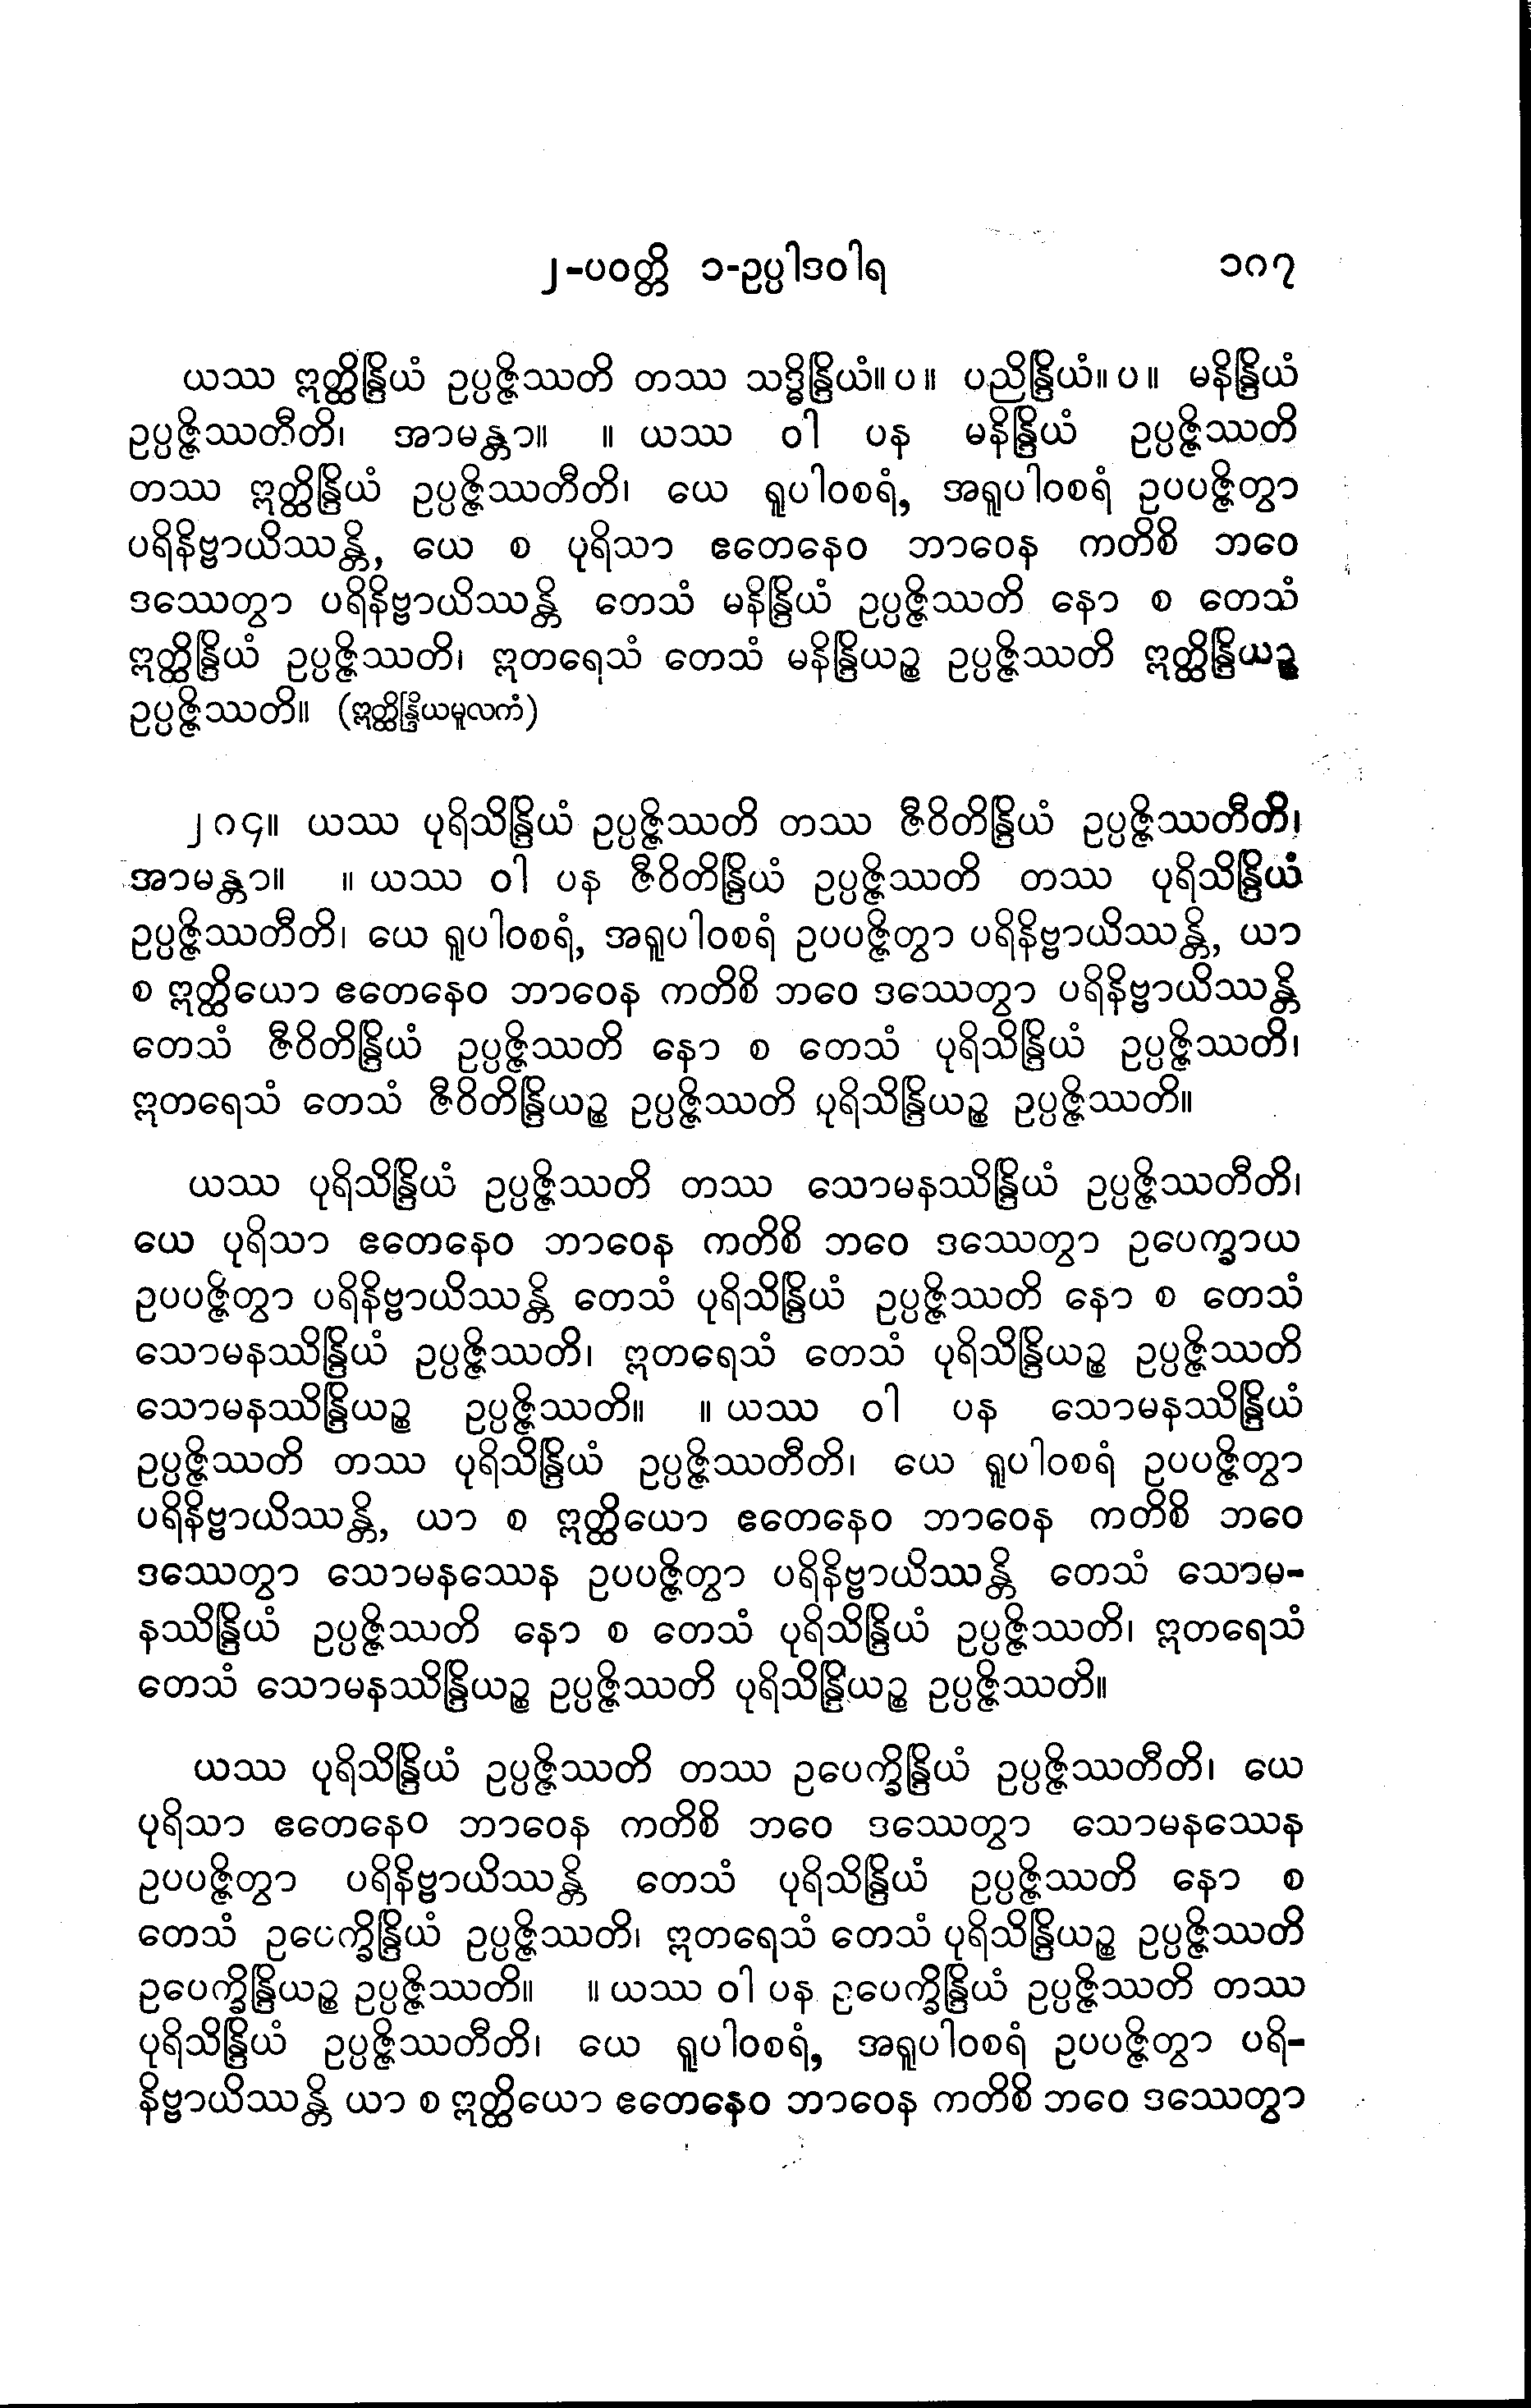 ၂-ပဝတ္တိ ၁-ဥပ္ပါဒဝါရ ၁၈၇
ယဿ ဣတ္ထိန္ဒြိယံ ဥပ္ပဇ္ဇိဿတိ တဿ သဒ္ဓိန္ဒြိယံ။ပ။ ပညိန္ဒြိယံ။ပ။ မနိန္ဒြိယံ
ဥပ္ပဇ္ဇိဿတီတိ၊ အာမန္တာ။ ။ ယဿ ဝါ ပန မနိန္ဒြိယံ ဥပ္ပဇ္ဇိဿတိ
တဿ ဣတ္ထိန္ဒြိယံ ဥပ္ပဇ္ဇိဿတီတိ၊ ယေ ရူပါဝစရံ, အရူပါဝစရံ ဥပပဇ္ဇိတွာ
ပရိနိဗ္ဗာယိဿန္တိ, ယေ စ ပုရိသာ ဧတေနေဝ ဘာဝေန ကတိစိ ဘဝေ
ဒဿေတွာ ပရိနိဗ္ဗာယိဿန္တိ တေသံ မနိန္ဒြိယံ ဥပ္ပဇ္ဇိဿတိ နော စ တေသံ
ဣတ္ထိန္ဒြိယံ ဥပ္ပဇ္ဇိဿတိ၊ ဣတရေသံ တေသံ မနိန္ဒြိယဉ္စ ဥပ္ပဇ္ဇိဿတိ ဣတ္ထိန္ဒြိယဉ္စ
ဥပ္ပဇ္ဇိဿတိ။ (ဣတ္ထိန္ဒြိယမူလကံ)
၂၈၄။ ယဿ ပုရိသိန္ဒြိယံ ဥပ္ပဇ္ဇိဿတိ တဿ ဇီဝိတိန္ဒြိယံ ဥပ္ပဇ္ဇိဿတီတိ၊
အာမန္တာ။ ။ ယဿ ဝါ ပန ဇီဝိတိန္ဒြိယံ ဥပ္ပဇ္ဇိဿတိ တဿ ပုရိသိန္ဒြိယံ
ဥပ္ပဇ္ဇိဿတီတိ၊ ယေ ရူပါဝစရံ, အရူပါဝစရံ ဥပပဇ္ဇိတွာ ပရိနိဗ္ဗာယိဿန္တိ, ယာ
စ ဣတ္ထိယော ဧတေနေဝ ဘာဝေန ကတိစိ ဘဝေ ဒဿေတွာ ပရိနိဗ္ဗာယိဿန္တိ
တေသံ ဇီဝိတိန္ဒြိယံ ဥပ္ပဇ္ဇိဿတိ နော စ တေသံ ပုရိသိန္ဒြိယံ ဥပ္ပဇ္ဇိဿတိ၊
ဣတရေသံ တေသံ ဇီဝိတိန္ဒြိယဉ္စ ဥပ္ပဇ္ဇိဿတိ ပုရိသိန္ဒြိယဉ္စ ဥပ္ပဇ္ဇိဿတိ။
ယဿ ပုရိသိန္ဒြိယံ ဥပ္ပဇ္ဇိဿတိ တဿ သောမနဿိန္ဒြိယံ ဥပ္ပဇ္ဇိဿတီတိ၊
ယေ ပုရိသာ ဧတေနေဝ ဘာဝေန ကတိစိ ဘဝေ ဒဿေတွာ ဥပေက္ခာယ
ဥပပဇ္ဇိတွာ ပရိနိဗ္ဗာယိဿန္တိ တေသံ ပုရိသိန္ဒြိယံ ဥပ္ပဇ္ဇိဿတိ နော စ တေသံ
သောမနဿိန္ဒြိယံ ဥပ္ပဇ္ဇိဿတိ၊ ဣတရေသံ တေသံ ပုရိသိန္ဒြိယဉ္စ ဥပ္ပဇ္ဇိဿတိ
သောမနဿိန္ဒြိယဉ္စ ဥပ္ပဇ္ဇိဿတိ။ ။ ယဿ ဝါ ပန သောမနဿိန္ဒြိယံ
ဥပ္ပဇ္ဇိဿတိ တဿ ပုရိသိန္ဒြိယံ ဥပ္ပဇ္ဇိဿတီတိ၊ ယေ ရူပါဝစရံ ဥပပဇ္ဇိတွာ
ပရိနိဗ္ဗာယိဿန္တိ, ယာ စ ဣတ္ထိယော ဧတေနေဝ ဘာဝေန ကတိစိ ဘဝေ
ဒဿေတွာ သောမနဿေန ဥပပဇ္ဇိတွာ ပရိနိဗ္ဗာယိဿန္တိ တေသံ သောမ-
နဿိန္ဒြိယံ ဥပ္ပဇ္ဇိဿတိ နော စ တေသံ ပုရိသိန္ဒြိယံ ဥပ္ပဇ္ဇိဿတိ၊ ဣတရေသံ
တေသံ သောမနဿိန္ဒြိယဉ္စ ဥပ္ပဇ္ဇိဿတိ ပုရိသိန္ဒြိယဉ္စ ဥပ္ပဇ္ဇိဿတိ။
ယဿ ပုရိသိန္ဒြိယံ ဥပ္ပဇ္ဇိဿတိ တဿ ဥပေက္ခိန္ဒြိယံ ဥပ္ပဇ္ဇိဿတီတိ၊ ယေ
ပုရိသာ ဧတေနေဝ ဘာဝေန ကတိစိ ဘဝေ ဒဿေတွာ သောမနဿေန
ဥပပဇ္ဇိတွာ ပရိနိဗ္ဗာယိဿန္တိ တေသံ ပုရိသိန္ဒြိယံ ဥပ္ပဇ္ဇိဿတိ နော စ
တေသံ ဥပေက္ခိန္ဒြိယံ ဥပ္ပဇ္ဇိဿတိ၊ ဣတရေသံ တေသံ ပုရိသိန္ဒြိယဉ္စ ဥပ္ပဇ္ဇိဿတိ
ဥပေက္ခိန္ဒြိယဉ္စ ဥပ္ပဇ္ဇိဿတိ။ ။ ယဿ ဝါ ပန ဥပေက္ခိန္ဒြိယံ ဥပ္ပဇ္ဇိဿတိ တဿ
ပုရိသိန္ဒြိယံ ဥပ္ပဇ္ဇိဿတီတိ၊ ယေ ရူပါဝစရံ, အရူပါဝစရံ ဥပပဇ္ဇိတွာ ပရိ-
နိဗ္ဗာယိဿန္တိ ယာ စ ဣတ္ထိယော ဧတေနေဝ ဘာဝေန ကတိစိ ဘဝေ ဒဿေတွာ